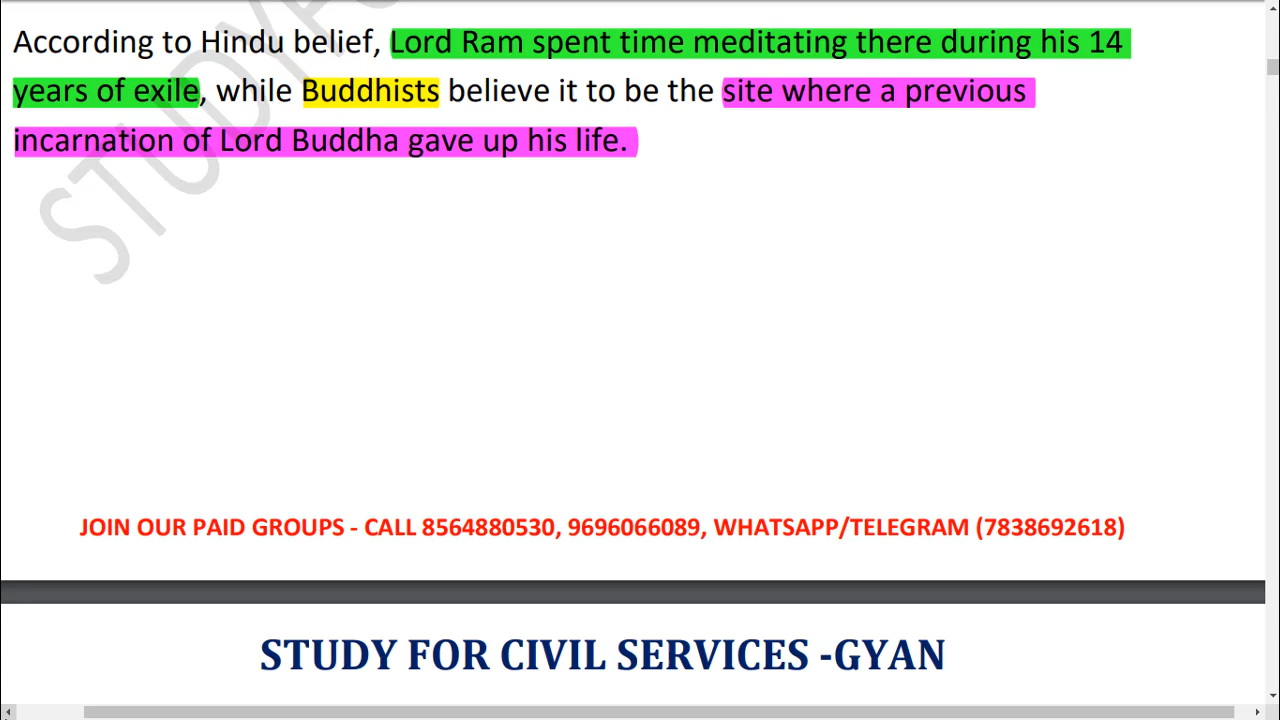 According to Hindu belief, Lord Ram spent time meditating there during his 14
years of exile, while Buddhists believe it to be the site where a previous
incarnation of Lord Buddha gave up his life.
JOIN OUR PAID GROUPS - CALL 8564880530, 9696066089, WHATSAPP/TELEGRAM (7838692618)
STUDY FOR CIVIL SERVICES -GYAN